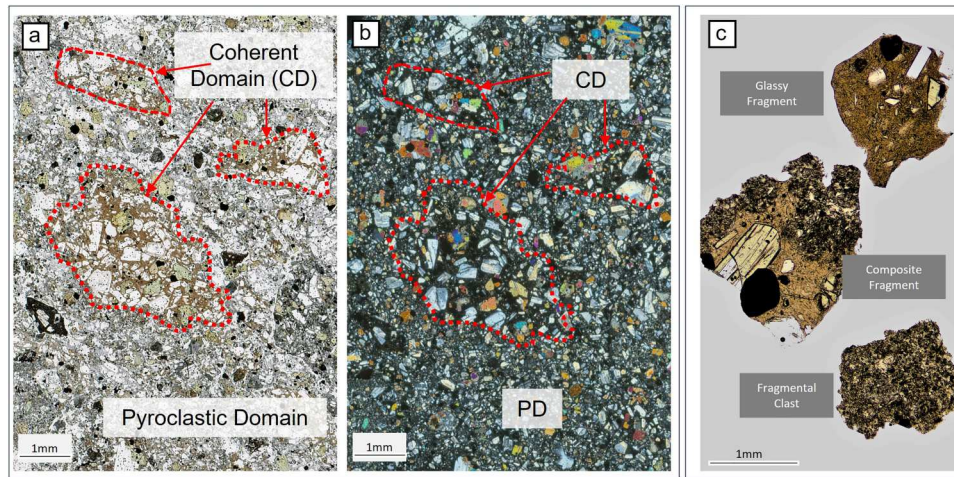 a
Coherent
Domain (CD)
Pyroclastic Domain
1mm
b
CD
PD
1mm
c
Glassy
Fragment
Composite
Fragment
Fragmental
Clast
1mm